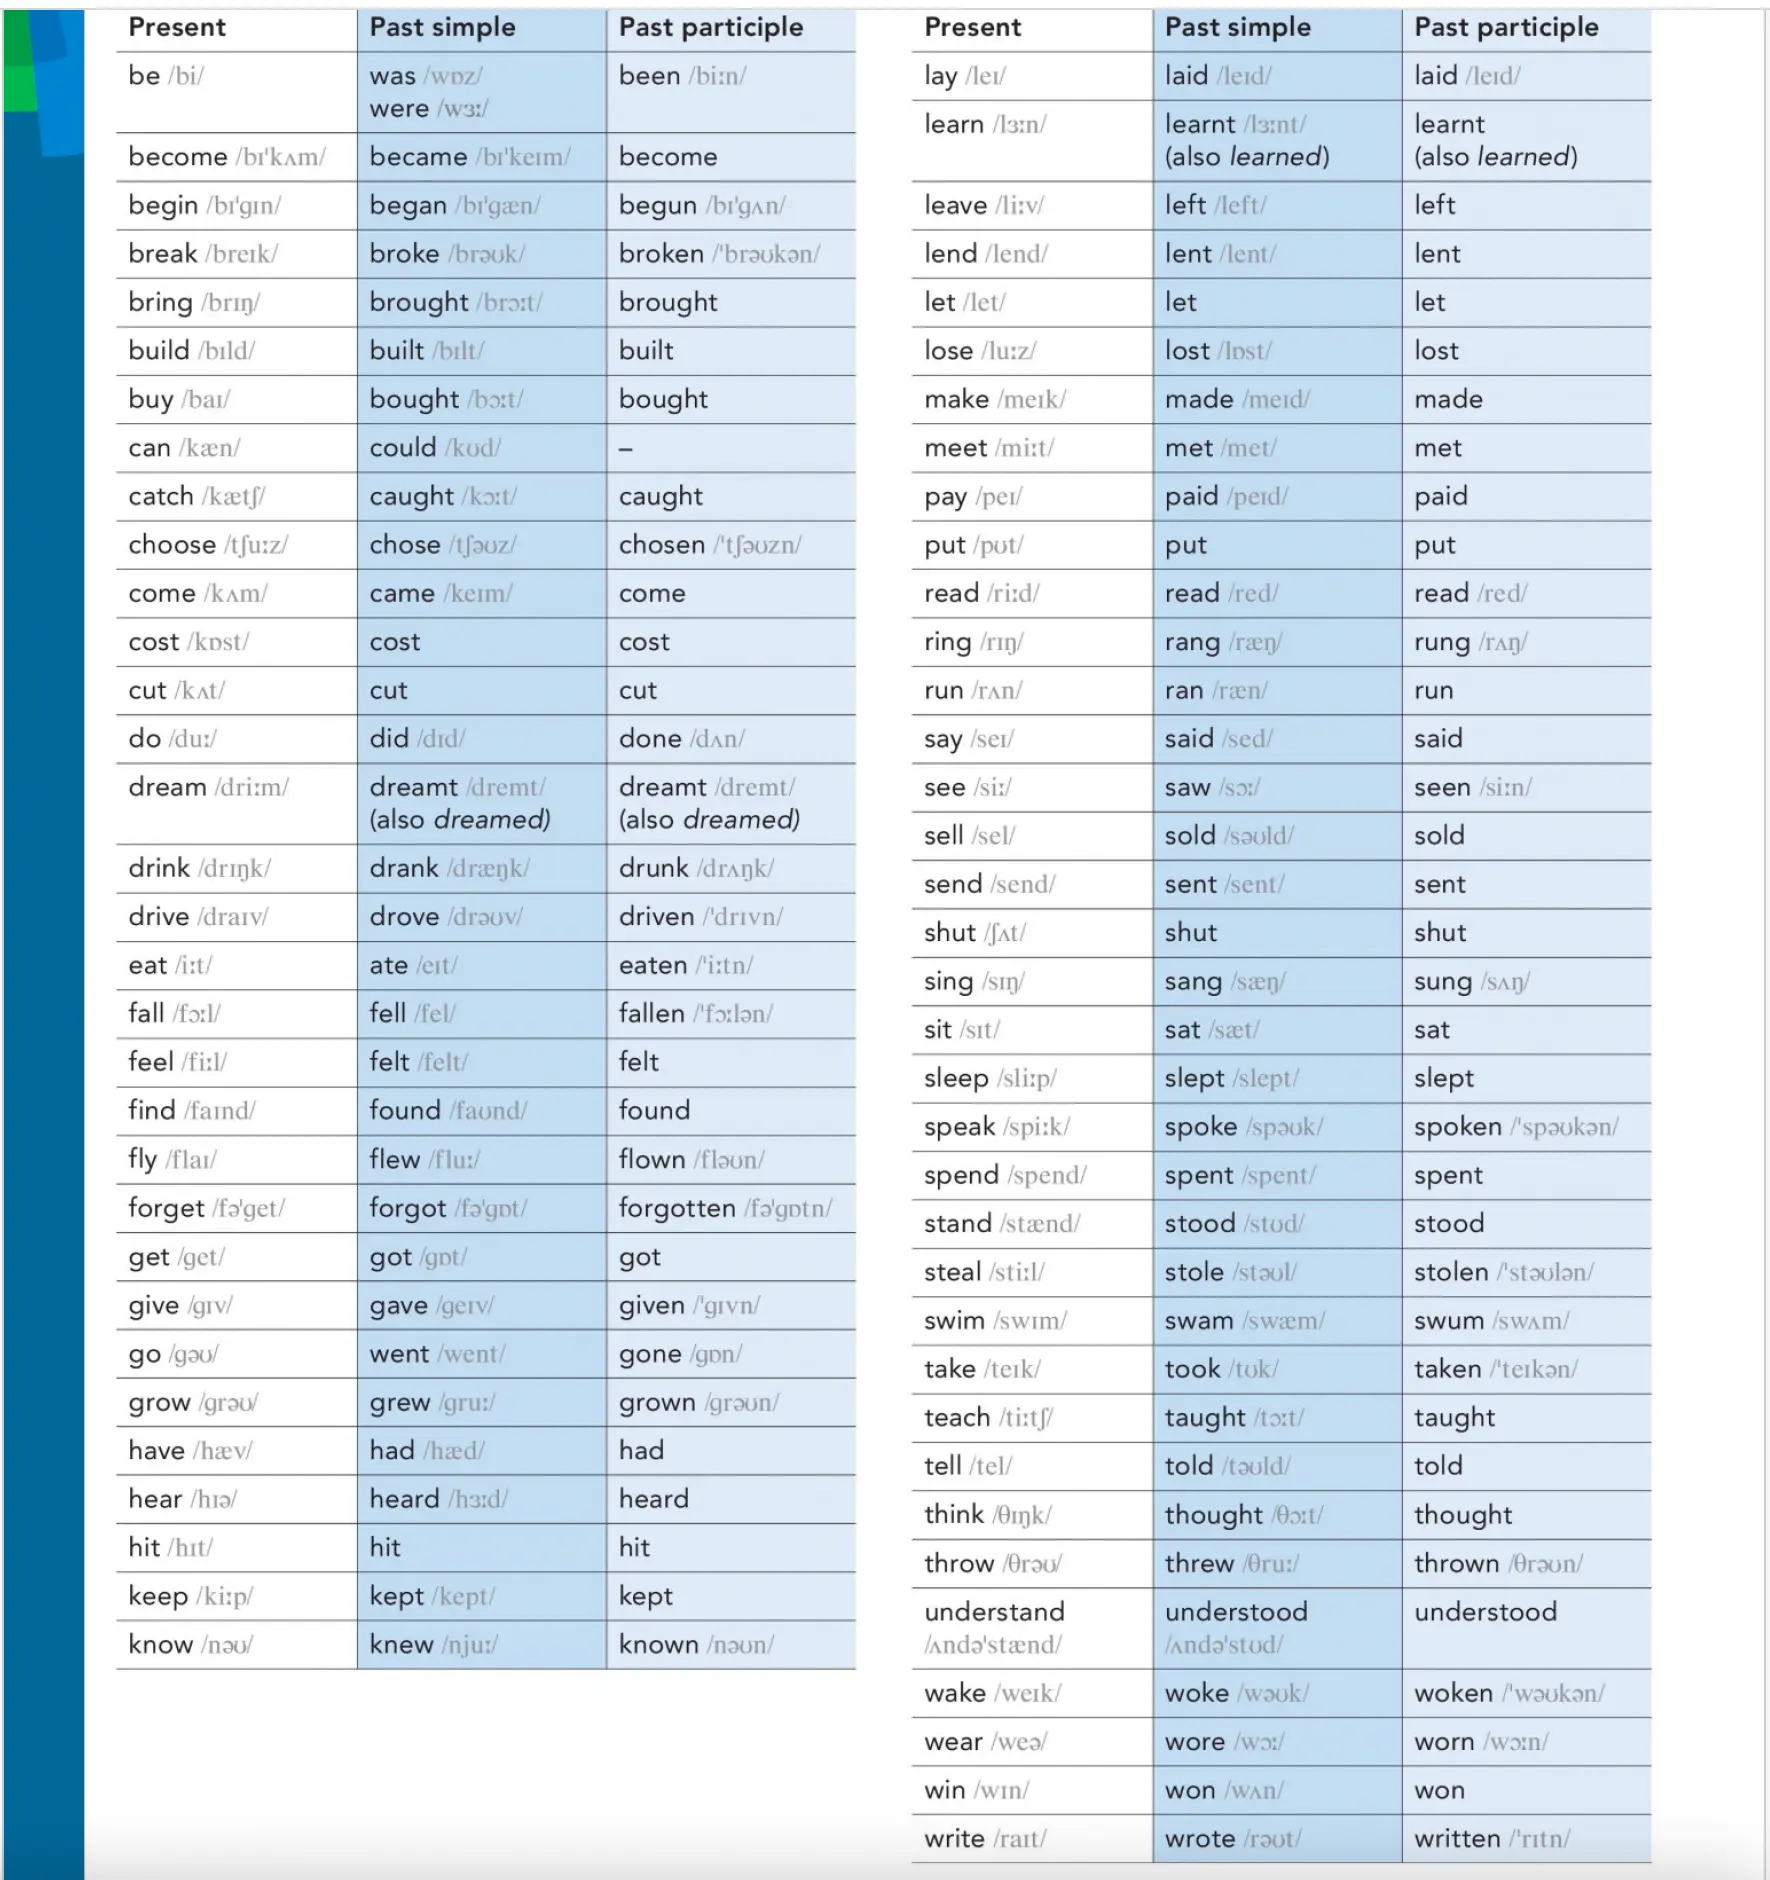 Present Past simple Past participle
be /bi/ was /wɒz/ been /biːn/
were /wɜː/
become /bɪˈkʌm/ became /bɪˈkeɪm/ become
begin /bɪˈɡɪn/ began /bɪˈɡæn/ begun /bɪˈɡʌn/
break /breɪk/ broke /brəʊk/ broken /ˈbrəʊkən/
bring /brɪŋ/ brought /brɔːt/ brought
build /bɪld/ built /bɪlt/ built
buy /baɪ/ bought /bɔːt/ bought
can /kæn/ could /kʊd/ –
catch /kætʃ/ caught /kɔːt/ caught
choose /tʃuːz/ chose /tʃəʊz/ chosen /ˈtʃəʊzn/
come /kʌm/ came /keɪm/ come
cost /kɒst/ cost cost
cut /kʌt/ cut cut
do /duː/ did /dɪd/ done /dʌn/
dream /driːm/ dreamt /dremt/ dreamt /dremt/
(also dreamed) (also dreamed)
drink /drɪŋk/ drank /dræŋk/ drunk /drʌŋk/
drive /draɪv/ drove /drəʊv/ driven /ˈdrɪvn/
eat /iːt/ ate /eɪt/ eaten /ˈiːtn/
fall /fɔːl/ fell /fel/ fallen /ˈfɔːlən/
feel /fiːl/ felt /felt/ felt
find /faɪnd/ found /faʊnd/ found
fly /flaɪ/ flew /fluː/ flown /fləʊn/
forget /fəˈɡet/ forgot /fəˈɡɒt/ forgotten /fəˈɡɒtn/
get /ɡet/ got /ɡɒt/ got
give /ɡɪv/ gave /ɡeɪv/ given /ˈɡɪvn/
go /ɡəʊ/ went /went/ gone /ɡɒn/
grow /ɡrəʊ/ grew /ɡruː/ grown /ɡrəʊn/
have /hæv/ had /hæd/ had
hear /hɪə/ heard /hɜːd/ heard
hit /hɪt/ hit hit
keep /kiːp/ kept /kept/ kept
know /nəʊ/ knew /njuː/ known /nəʊn/
Present Past simple Past participle
lay /leɪ/ laid /leɪd/ laid /leɪd/
learn /lɜːn/ learnt /lɜːnt/ learnt
(also learned) (also learned)
leave /liːv/ left /left/ left
lend /lend/ lent /lent/ lent
let /let/ let let
lose /luːz/ lost /lɒst/ lost
make /meɪk/ made /meɪd/ made
meet /miːt/ met /met/ met
pay /peɪ/ paid /peɪd/ paid
put /pʊt/ put put
read /riːd/ read /red/ read /red/
ring /rɪŋ/ rang /ræŋ/ rung /rʌŋ/
run /rʌn/ ran /ræn/ run
say /seɪ/ said /sed/ said
see /siː/ saw /sɔː/ seen /siːn/
sell /sel/ sold /səʊld/ sold
send /send/ sent /sent/ sent
shut /ʃʌt/ shut shut
sing /sɪŋ/ sang /sæŋ/ sung /sʌŋ/
sit /sɪt/ sat /sæt/ sat
sleep /sliːp/ slept /slept/ slept
speak /spiːk/ spoke /spəʊk/ spoken /ˈspəʊkən/
spend /spend/ spent /spent/ spent
stand /stænd/ stood /stʊd/ stood
steal /stiːl/ stole /stəʊl/ stolen /ˈstəʊlən/
swim /swɪm/ swam /swæm/ swum /swʌm/
take /teɪk/ took /tʊk/ taken /ˈteɪkən/
teach /tiːtʃ/ taught /tɔːt/ taught
tell /tel/ told /təʊld/ told
think /θɪŋk/ thought /θɔːt/ thought
throw /θrəʊ/ threw /θruː/ thrown /θrəʊn/
understand understood understood
/ʌndəˈstænd/ /ʌndəˈstʊd/
wake /weɪk/ woke /wəʊk/ woken /ˈwəʊkən/
wear /weə/ wore /wɔː/ worn /wɔːn/
win /wɪn/ won /wʌn/ won
write /raɪt/ wrote /rəʊt/ written /ˈrɪtn/